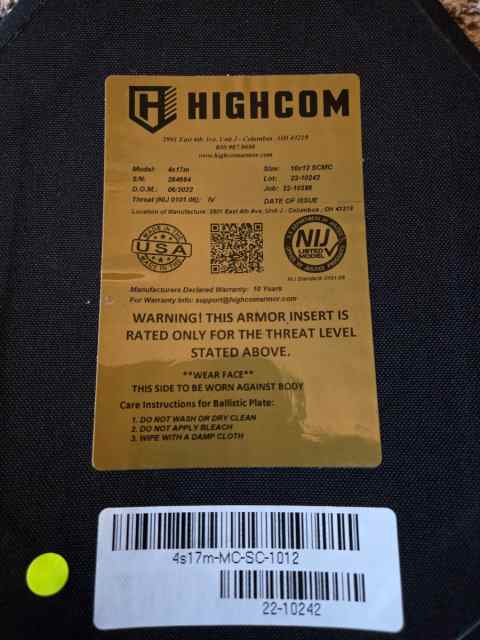 HIGHCOM
2901 East 4th Ave, Unit J - Columbus, OH 43219
www.highcomarmor.com
Model: 4s17m Size: 10x12 SCMC
S/N: 284684 Lot: 22-10242
D.O.M.: 06/2022 Job: 22-10288
Threat (NIJ 0101.06): IV DATE OF ISSUE
Location of Manufacture: 2901 East 4th Ave, Unit J - Columbus, OH 43219
MADE IN THE
USA
MADE IN THE
NIJ
LISTED
MODEL
NIJ Standard-0101.06
Manufacturers Declared Warranty: 10 Years
For Warranty Info: support@highcomarmor.com
WARNING! THIS ARMOR INSERT IS
RATED ONLY FOR THE THREAT LEVEL
STATED ABOVE.
**WEAR FACE**
THIS SIDE TO BE WORN AGAINST BODY
Care Instructions for Ballistic Plate:
1. DO NOT WASH OR DRY CLEAN
2. DO NOT APPLY BLEACH
3. WIPE WITH A DAMP CLOTH
4s17m-MC-SC-1012
22-10242